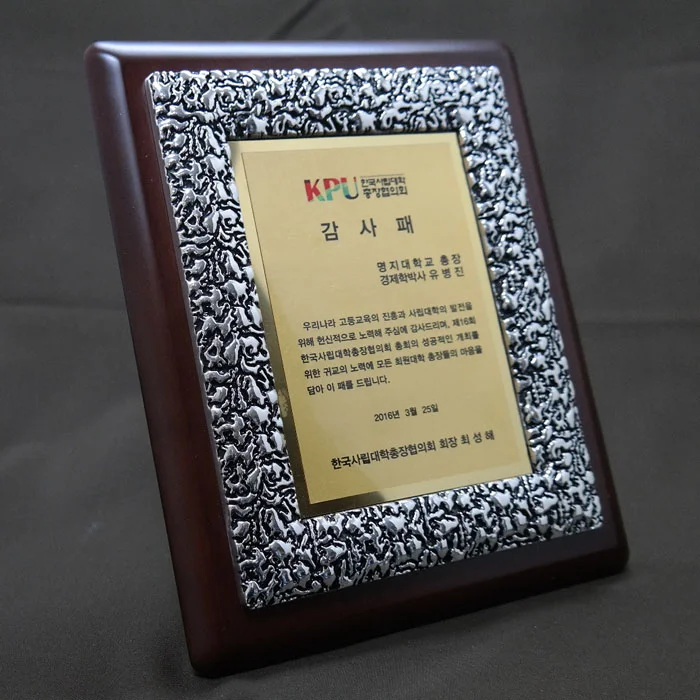 KPU 한국사립대학
총장협의회
감 사 패
명지대학교 총장
경제학박사 유병진
우리나라 고등교육의 진흥과 사립대학의 발전을
위해 헌신적으로 노력해 주심에 감사드리며, 제16회
한국사립대학총장협의회 총회의 성공적인 개최를
위한 귀교의 노력에 모든 회원대학 총장들의 마음을
담아 이 패를 드립니다.
2016년 3월 25일
한국사립대학총장협의회 회장 최성해